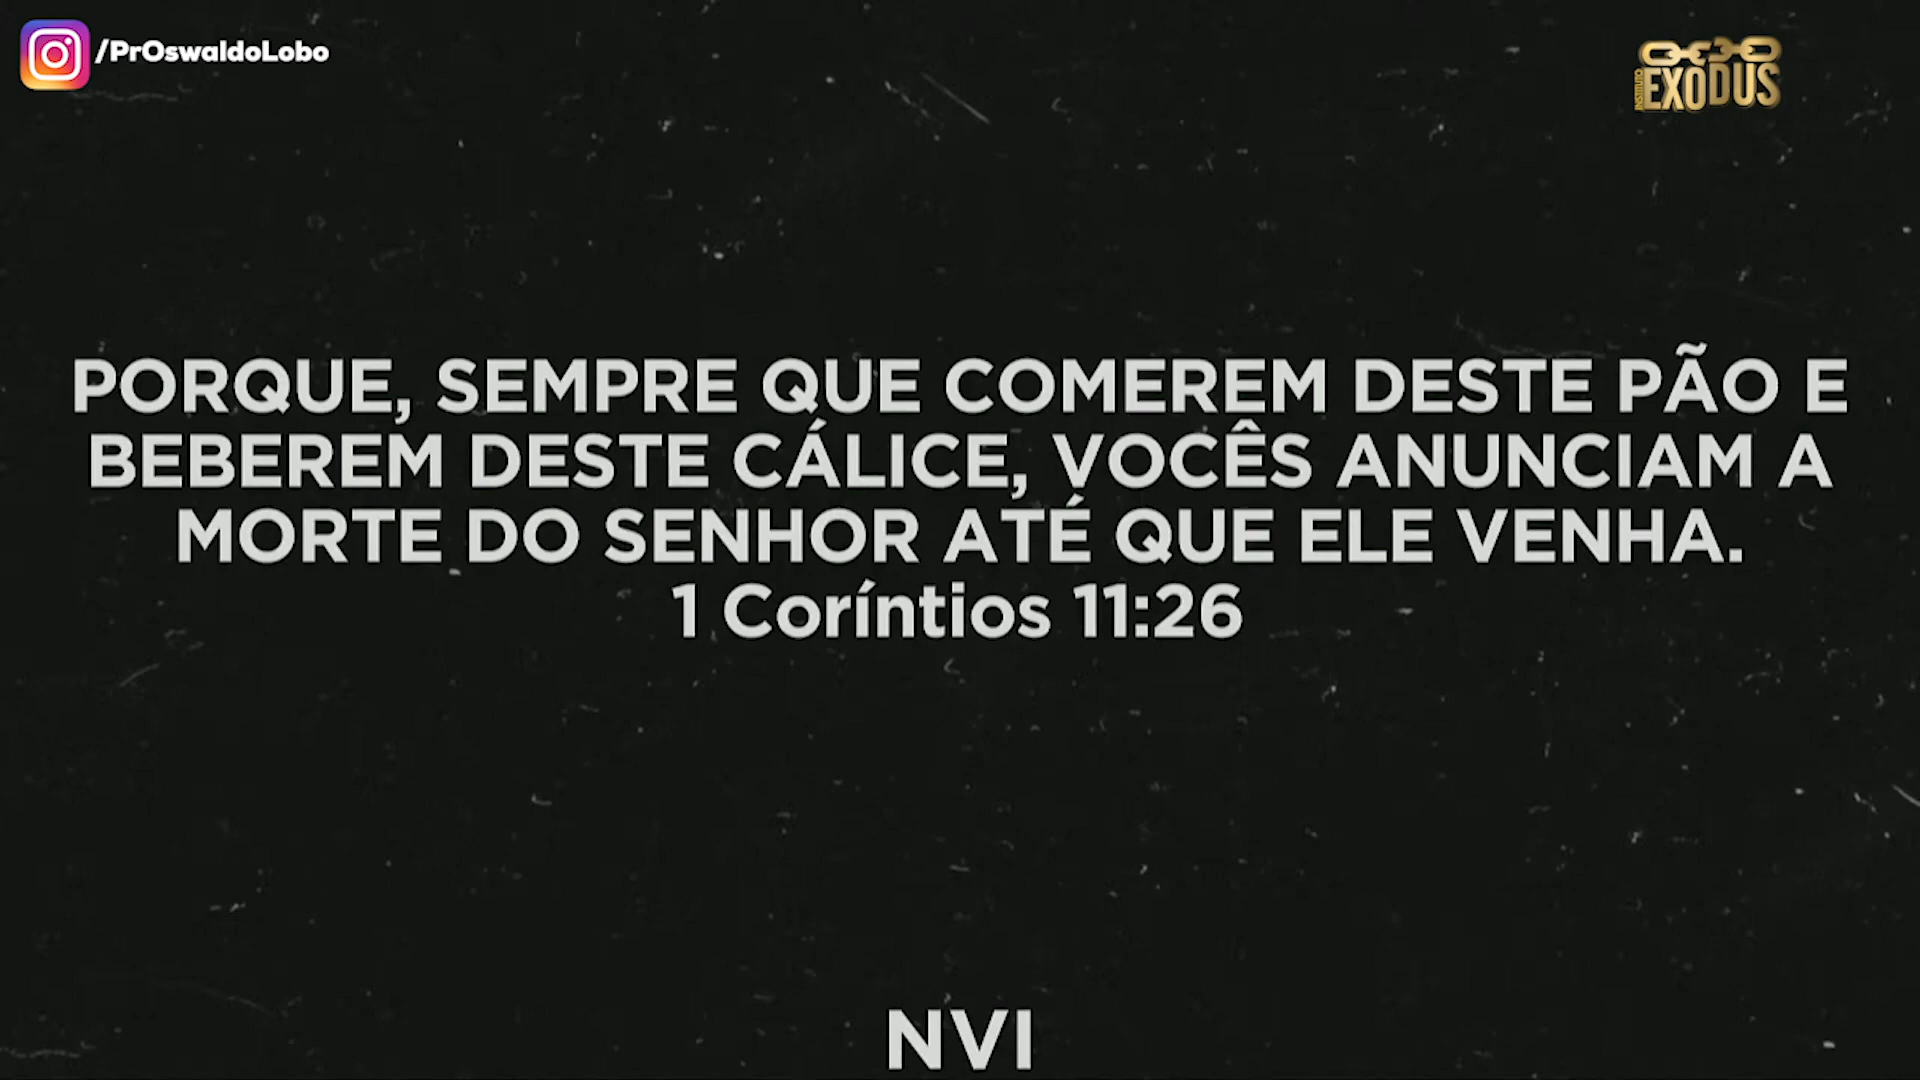 /PrOswaldoLobo
INSTITUTO
EXODUS
PORQUE, SEMPRE QUE COMEREM DESTE PÃO E
BEBEREM DESTE CÁLICE, VOCÊS ANUNCIAM A
MORTE DO SENHOR ATÉ QUE ELE VENHA.
1 Coríntios 11:26
NVI